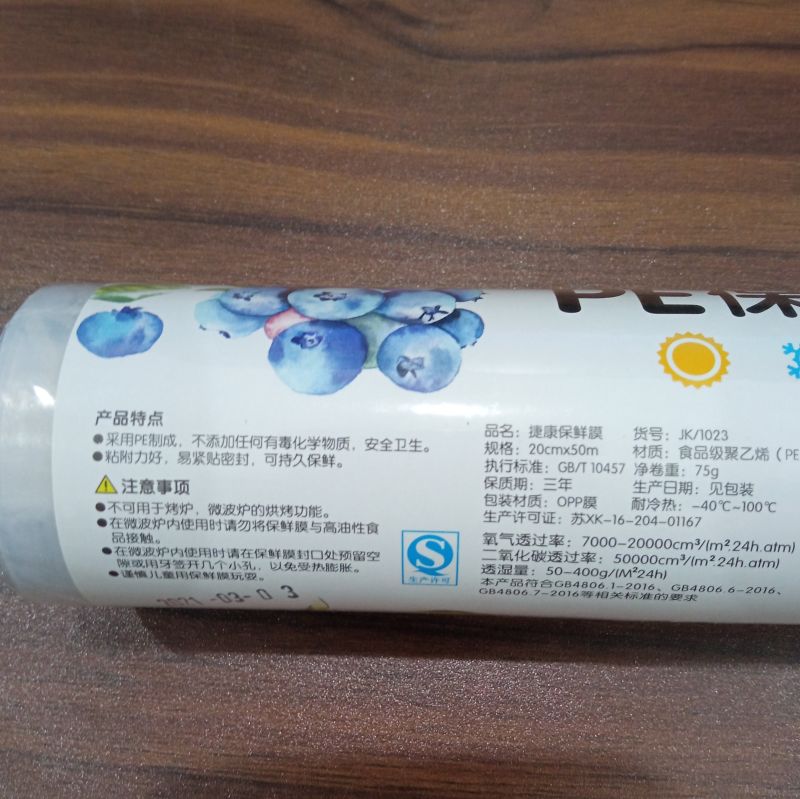 PE保
产品特点
●采用PE制成，不添加任何有毒化学物质，安全卫生。
●粘附力好，易紧贴密封，可持久保鲜。
注意事项
●不可用于烤炉，微波炉的烘烤功能。
●在微波炉内使用时请勿将保鲜膜与高油性食
品接触。
●在微波炉内使用时请在保鲜膜封口处预留空
隙或用牙签开几个小孔，以免受热膨胀。
●谨慎儿童用保鲜膜玩耍。
生产许可
品名：捷康保鲜膜 货号：JK/1023
规格：20cmx50m 材质：食品级聚乙烯（PE
执行标准：GB/T 10457 净卷重：75g
保质期：三年 生产日期：见包装
包装材质：OPP膜 耐冷热：-40℃~100℃
生产许可证：苏XK-16-204-01167
氧气透过率：7000-20000cm³/(m².24h.atm)
二氧化碳透过率：50000cm³/(m².24h.atm)
透湿量：50-400g/(M²24h)
本产品符合GB4806.1-2016、GB4806.6-2016、
GB4806.7-2016等相关标准的要求
2021-03-03